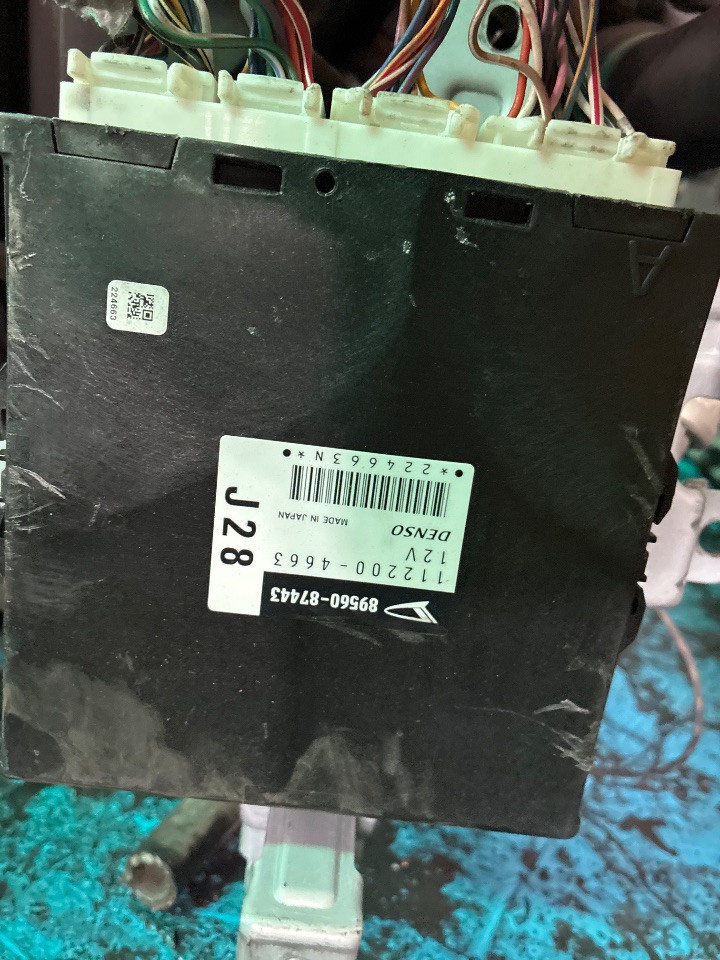 89560-87443
112200-4663
12V
DENSO
MADE IN JAPAN
*224663N*
J28
224663
A